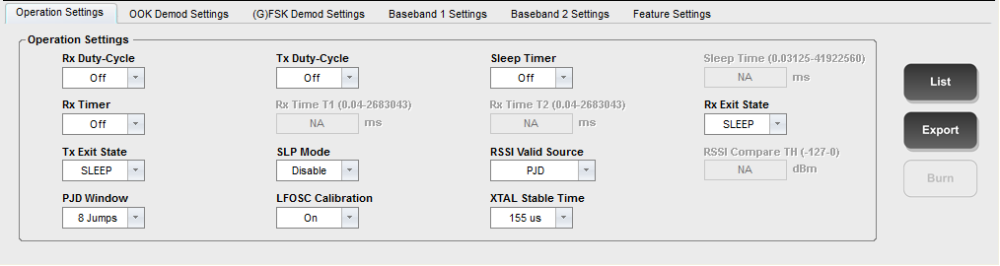 Operation Settings OOK Demod Settings (G)FSK Demod Settings Baseband 1 Settings Baseband 2 Settings Feature Settings
Operation Settings
Rx Duty-Cycle Tx Duty-Cycle Sleep Timer Sleep Time (0.03125-41922560)
Off Off Off NA ms
List
Rx Timer Rx Time T1 (0.04-2683043) Rx Time T2 (0.04-2683043) Rx Exit State
Off NA ms NA ms SLEEP
Export
Tx Exit State SLP Mode RSSI Valid Source RSSI Compare TH (-127-0)
SLEEP Disable PJD NA dBm
Burn
PJD Window LFOSC Calibration XTAL Stable Time
8 Jumps On 155 us